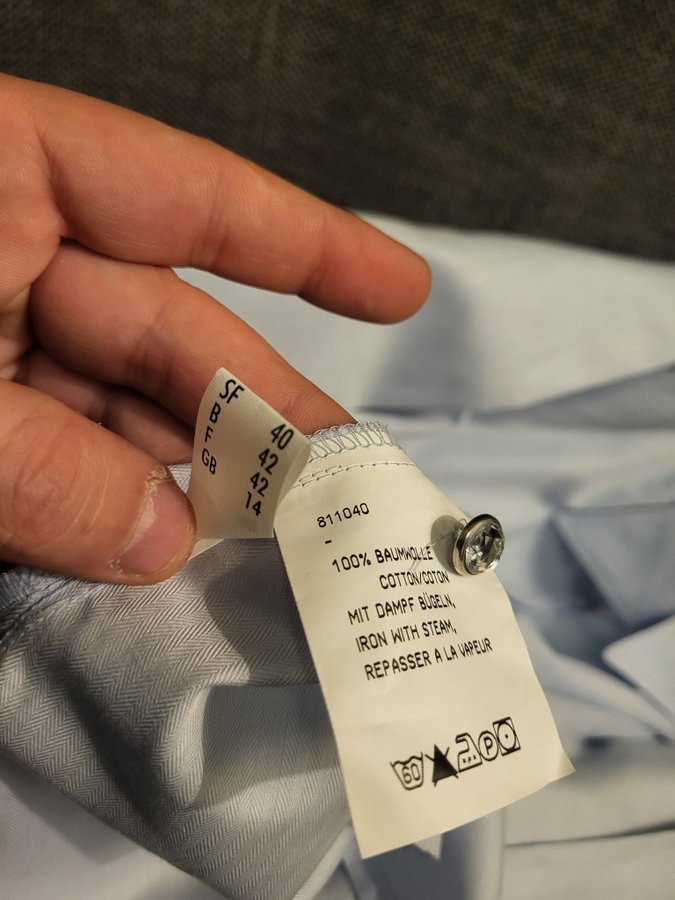 SF 40
B 42
F 42
GB 14
811040
-
100% BAUMWOLLE
COTTON/COTON
MIT DAMPF BÜGELN,
IRON WITH STEAM,
REPASSER A LA VAPEUR
60 P